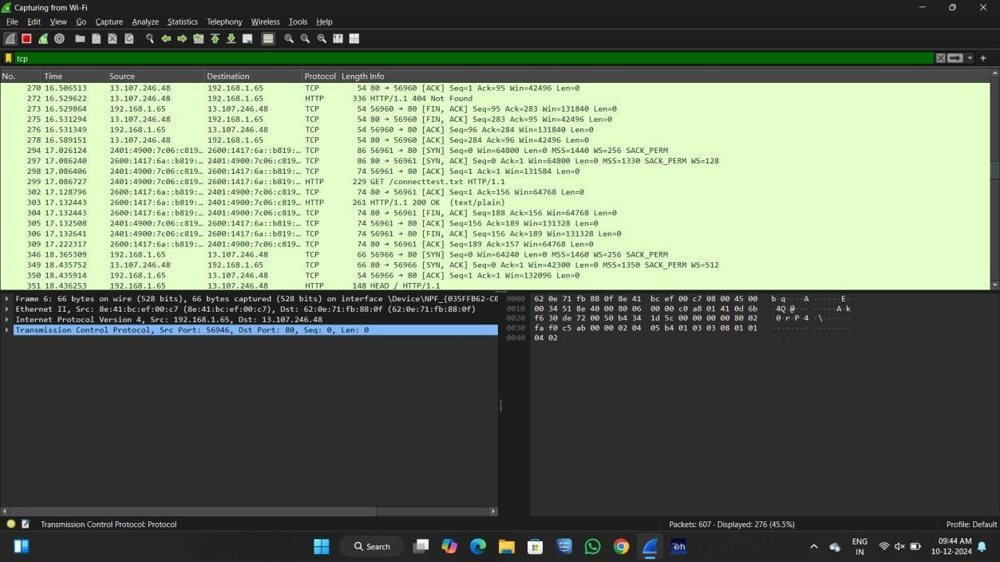 Capturing from Wi-Fi
File Edit View Go Capture Analyze Statistics Telephony Wireless Tools Help
tcp
No. Time Source Destination Protocol Length Info
270 16.506513 13.107.246.48 192.168.1.65 TCP 54 80 → 56960 [ACK] Seq=1 Ack=95 Win=42496 Len=0
272 16.529622 13.107.246.48 192.168.1.65 HTTP 336 HTTP/1.1 404 Not Found
273 16.529864 192.168.1.65 13.107.246.48 TCP 54 56960 → 80 [FIN, ACK] Seq=95 Ack=283 Win=131840 Len=0
275 16.531294 13.107.246.48 192.168.1.65 TCP 54 80 → 56960 [FIN, ACK] Seq=283 Ack=95 Win=42496 Len=0
276 16.531349 192.168.1.65 13.107.246.48 TCP 54 56960 → 80 [ACK] Seq=96 Ack=284 Win=131840 Len=0
278 16.589151 13.107.246.48 192.168.1.65 TCP 54 80 → 56960 [ACK] Seq=284 Ack=96 Win=42496 Len=0
294 17.026124 2401:4900:7c06:c819… 2600:1417:6a::b819:… TCP 86 56961 → 80 [SYN] Seq=0 Win=64800 Len=0 MSS=1440 WS=256 SACK_PERM
297 17.086240 2600:1417:6a::b819:… 2401:4900:7c06:c819… TCP 86 80 → 56961 [SYN, ACK] Seq=0 Ack=1 Win=64800 Len=0 MSS=1330 SACK_PERM WS=128
298 17.086406 2401:4900:7c06:c819… 2600:1417:6a::b819:… TCP 74 56961 → 80 [ACK] Seq=1 Ack=1 Win=131584 Len=0
299 17.086727 2401:4900:7c06:c819… 2600:1417:6a::b819:… HTTP 229 GET /connecttest.txt HTTP/1.1
302 17.128796 2600:1417:6a::b819:… 2401:4900:7c06:c819… TCP 74 80 → 56961 [ACK] Seq=1 Ack=156 Win=64768 Len=0
303 17.132443 2600:1417:6a::b819:… 2401:4900:7c06:c819… HTTP 261 HTTP/1.1 200 OK (text/plain)
304 17.132443 2600:1417:6a::b819:… 2401:4900:7c06:c819… TCP 74 80 → 56961 [FIN, ACK] Seq=188 Ack=156 Win=64768 Len=0
305 17.132508 2401:4900:7c06:c819… 2600:1417:6a::b819:… TCP 74 56961 → 80 [ACK] Seq=156 Ack=189 Win=131328 Len=0
306 17.132641 2401:4900:7c06:c819… 2600:1417:6a::b819:… TCP 74 56961 → 80 [FIN, ACK] Seq=156 Ack=189 Win=131328 Len=0
309 17.222317 2600:1417:6a::b819:… 2401:4900:7c06:c819… TCP 74 80 → 56961 [ACK] Seq=189 Ack=157 Win=64768 Len=0
346 18.365309 192.168.1.65 13.107.246.48 TCP 66 56966 → 80 [SYN] Seq=0 Win=64240 Len=0 MSS=1460 WS=256 SACK_PERM
349 18.435752 13.107.246.48 192.168.1.65 TCP 66 80 → 56966 [SYN, ACK] Seq=0 Ack=1 Win=42300 Len=0 MSS=1350 SACK_PERM WS=512
350 18.435914 192.168.1.65 13.107.246.48 TCP 54 56966 → 80 [ACK] Seq=1 Ack=1 Win=132096 Len=0
351 18.436253 192.168.1.65 13.107.246.48 HTTP 148 HEAD / HTTP/1.1
Frame 6: 66 bytes on wire (528 bits), 66 bytes captured (528 bits) on interface \Device\NPF_{035FFB62-C0
Ethernet II, Src: 8e:41:bc:ef:00:c7 (8e:41:bc:ef:00:c7), Dst: 62:0e:71:fb:88:0f (62:0e:71:fb:88:0f)
Internet Protocol Version 4, Src: 192.168.1.65, Dst: 13.107.246.48
Transmission Control Protocol, Src Port: 56946, Dst Port: 80, Seq: 0, Len: 0
0000 62 0e 71 fb 88 0f 8e 41 bc ef 00 c7 08 00 45 00 b·q····A ······E·
0010 00 34 51 8e 40 00 80 06 00 00 c0 a8 01 41 0d 6b ·4Q·@··· ·····A·k
0020 f6 30 de 72 00 50 b4 34 1d 5c 00 00 00 00 80 02 ·0·r·P·4 ·\······
0030 fa f0 c5 ab 00 00 02 04 05 b4 01 03 03 08 01 01 ········ ········
0040 04 02 ··
Transmission Control Protocol: Protocol
Packets: 607 · Displayed: 276 (45.5%)
Profile: Default
Search
prime video
Dh
ENG
IN
09:44 AM
10-12-2024